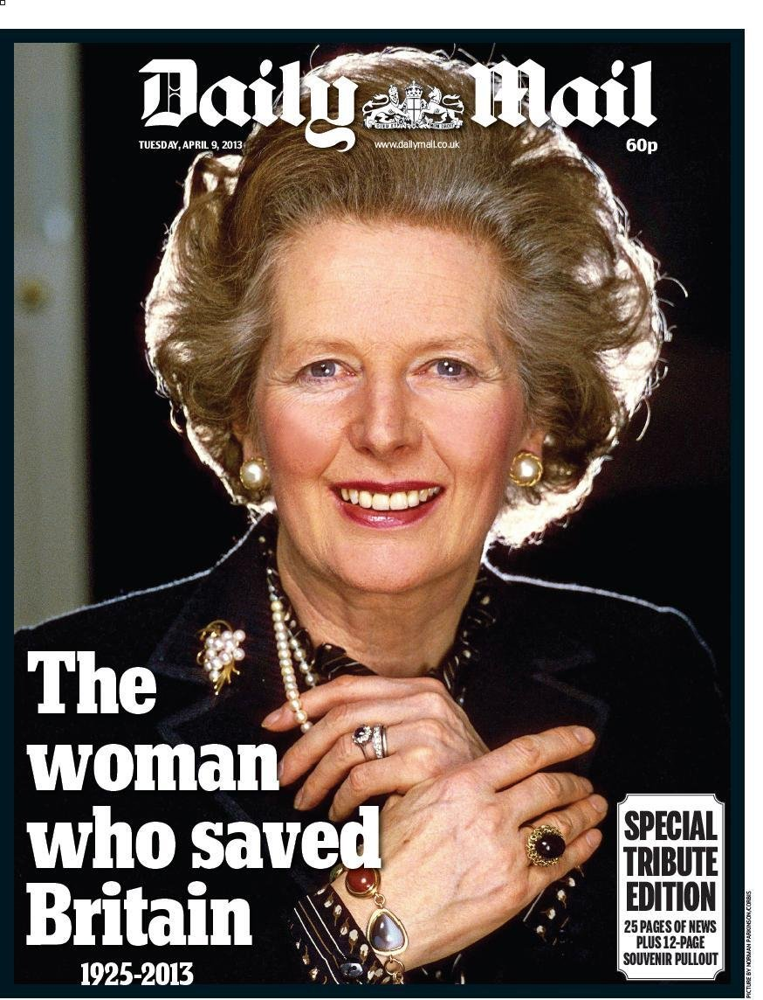 Daily Mail
TUESDAY, APRIL 9, 2013
www.dailymail.co.uk
60p
The
woman
who saved
Britain
1925-2013
SPECIAL
TRIBUTE
EDITION
25 PAGES OF NEWS
PLUS 12-PAGE
SOUVENIR PULLOUT
PICTURE BY NORMAN PARKINSON/CORBIS